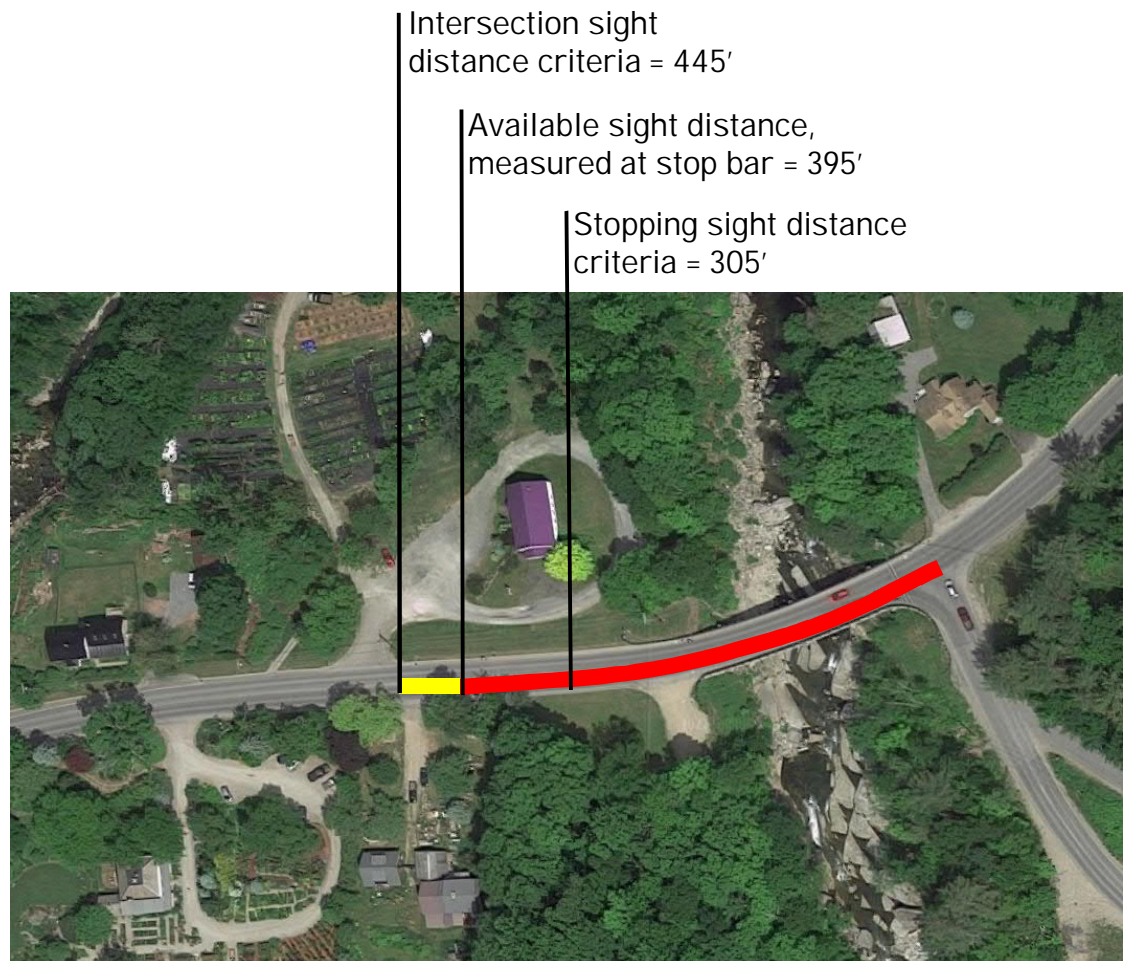 Intersection sight
distance criteria = 445′
Available sight distance,
measured at stop bar = 395′
Stopping sight distance
criteria = 305′